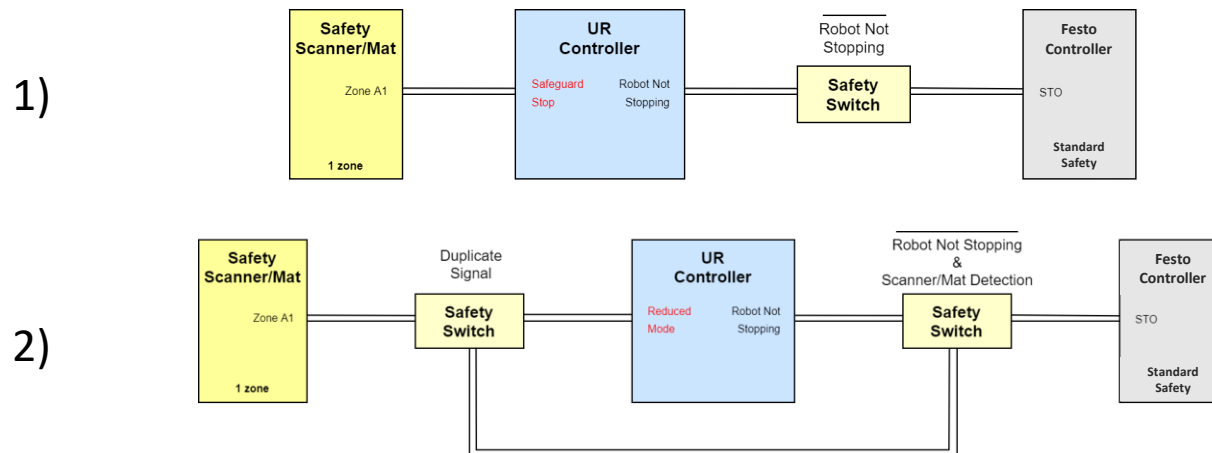 1)
Safety
Scanner/Mat
Zone A1
1 zone
UR
Controller
Safeguard
Stop
Robot Not
Stopping
Robot Not
Stopping
Safety
Switch
Festo
Controller
STO
Standard
Safety
2)
Safety
Scanner/Mat
Zone A1
1 zone
Duplicate
Signal
Safety
Switch
UR
Controller
Reduced
Mode
Robot Not
Stopping
Robot Not Stopping
&
Scanner/Mat Detection
Safety
Switch
Festo
Controller
STO
Standard
Safety